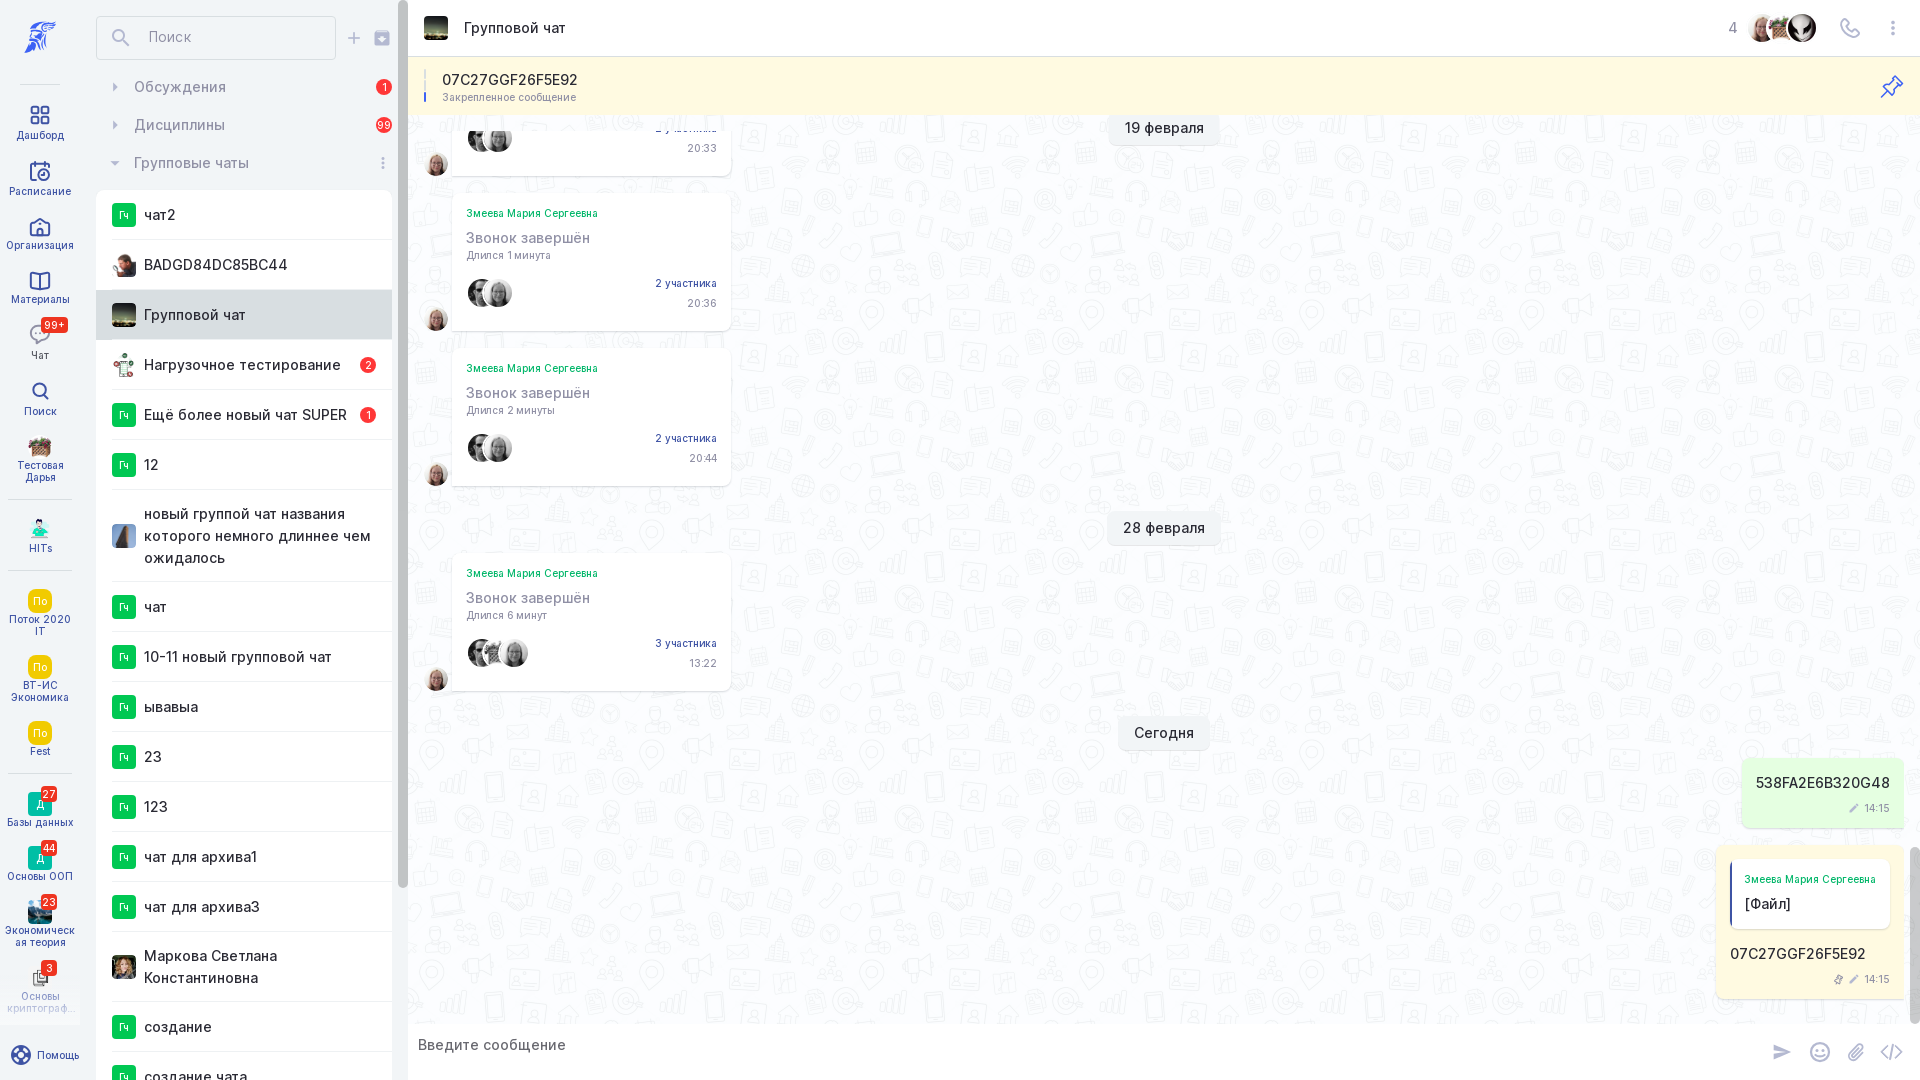 Дашборд
Расписание
Организация
Материалы
99+
Чат
Поиск
Тестовая
Дарья
HITs
По
Поток 2020
IT
По
ВТ-ИС
Экономика
По
Fest
27
Д
Базы данных
44
Д
Основы ООП
23
Экономическ
ая теория
3
Основы
криптограф...
Помощь
Поиск
Обсуждения
1
Дисциплины
99
Групповые чаты
Гч
чат2
BADGD84DC85BC44
Групповой чат
Нагрузочное тестирование
2
Гч
Ещё более новый чат SUPER
1
Гч
12
новый группой чат названия
которого немного длиннее чем
ожидалось
Гч
чат
Гч
10-11 новый групповой чат
Гч
ывавыа
Гч
23
Гч
123
Гч
чат для архива1
Гч
чат для архива3
Маркова Светлана
Константиновна
Гч
создание
Гч
создание чата
Групповой чат
4
07C27GGF26F5E92
Закрепленное сообщение
19 февраля
2 участника
20:33
Змеева Мария Сергеевна
Звонок завершён
Длился 1 минута
2 участника
20:36
Змеева Мария Сергеевна
Звонок завершён
Длился 2 минуты
2 участника
20:44
28 февраля
Змеева Мария Сергеевна
Звонок завершён
Длился 6 минут
3 участника
13:22
Сегодня
538FA2E6B320G48
14:15
Змеева Мария Сергеевна
[Файл]
07C27GGF26F5E92
14:15
Введите сообщение